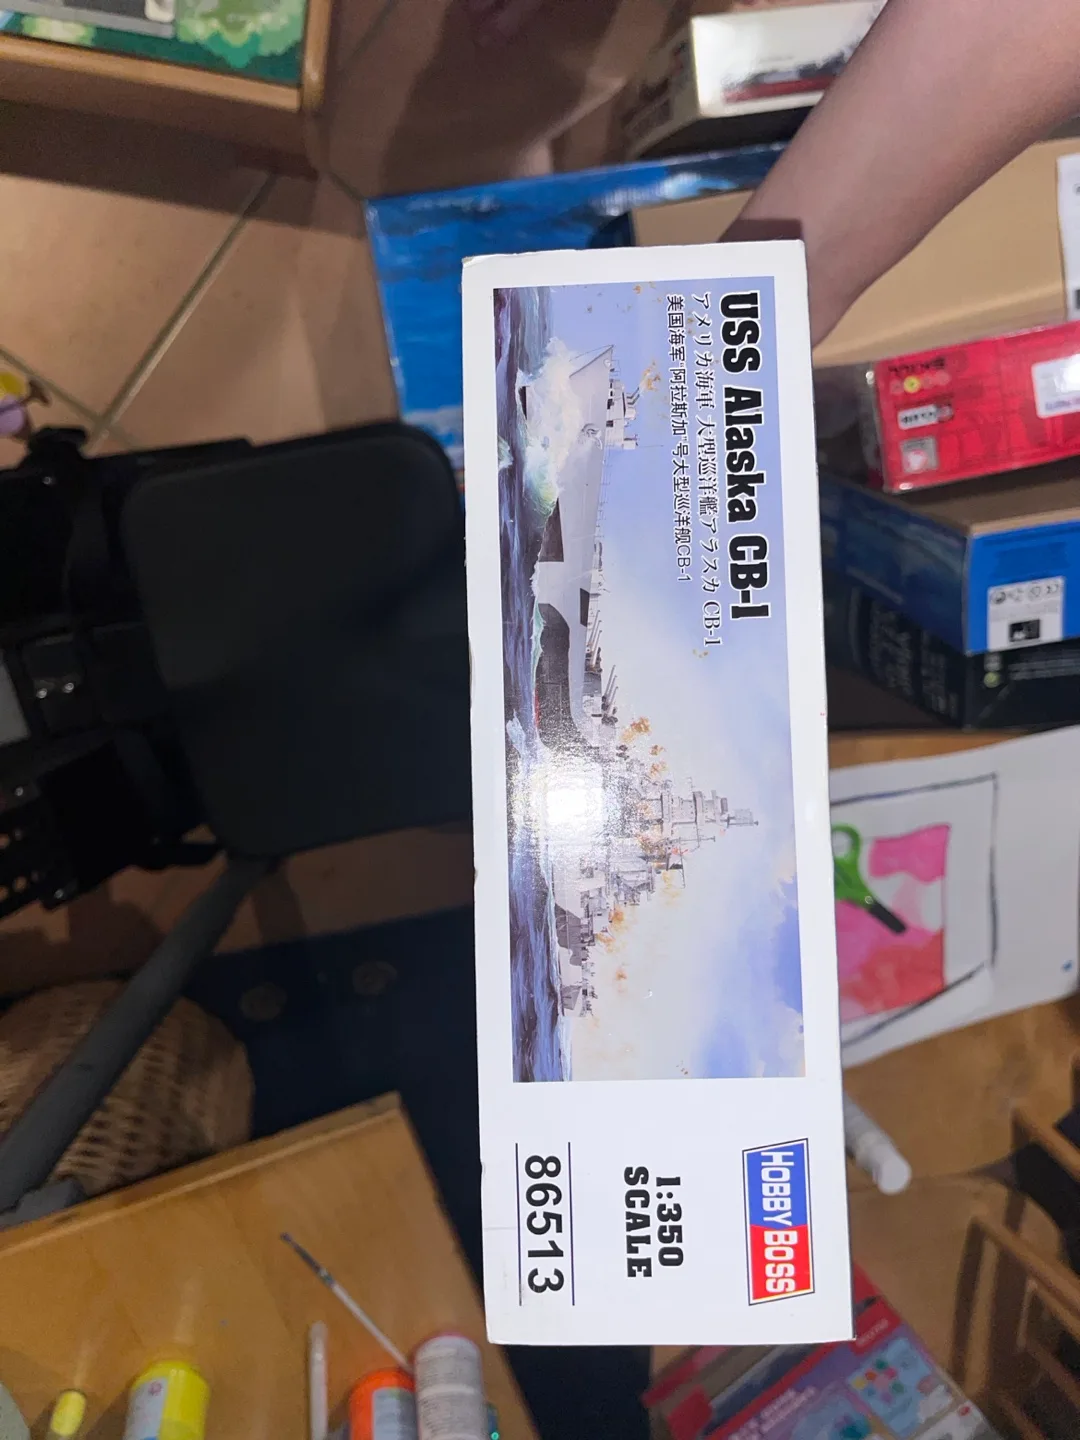 USS Alaska CB-1
アメリカ海軍 大型巡洋艦アラスカ CB-1
美国海军"阿拉斯加"号大型巡洋舰CB-1
HOBBY BOSS
1:350
SCALE
86513